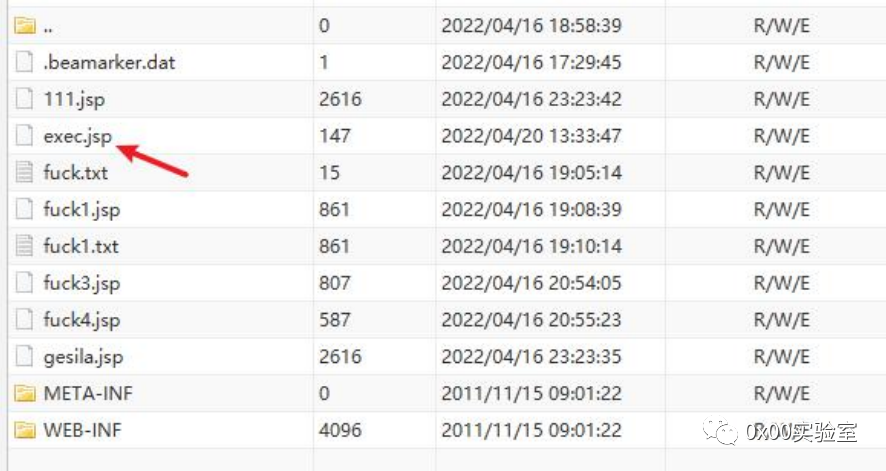 .. 0 2022/04/16 18:58:39 R/W/E
.beamarker.dat 1 2022/04/16 17:29:45 R/W/E
111.jsp 2616 2022/04/16 23:23:42 R/W/E
exec.jsp 147 2022/04/20 13:33:47 R/W/E
fuck.txt 15 2022/04/16 19:05:14 R/W/E
fuck1.jsp 861 2022/04/16 19:08:39 R/W/E
fuck1.txt 861 2022/04/16 19:10:14 R/W/E
fuck3.jsp 807 2022/04/16 20:54:05 R/W/E
fuck4.jsp 587 2022/04/16 20:55:23 R/W/E
gesila.jsp 2616 2022/04/16 23:23:35 R/W/E
META-INF 0 2011/11/15 09:01:22 R/W/E
WEB-INF 4096 2011/11/15 09:01:22 R/W/E
0x00实验室